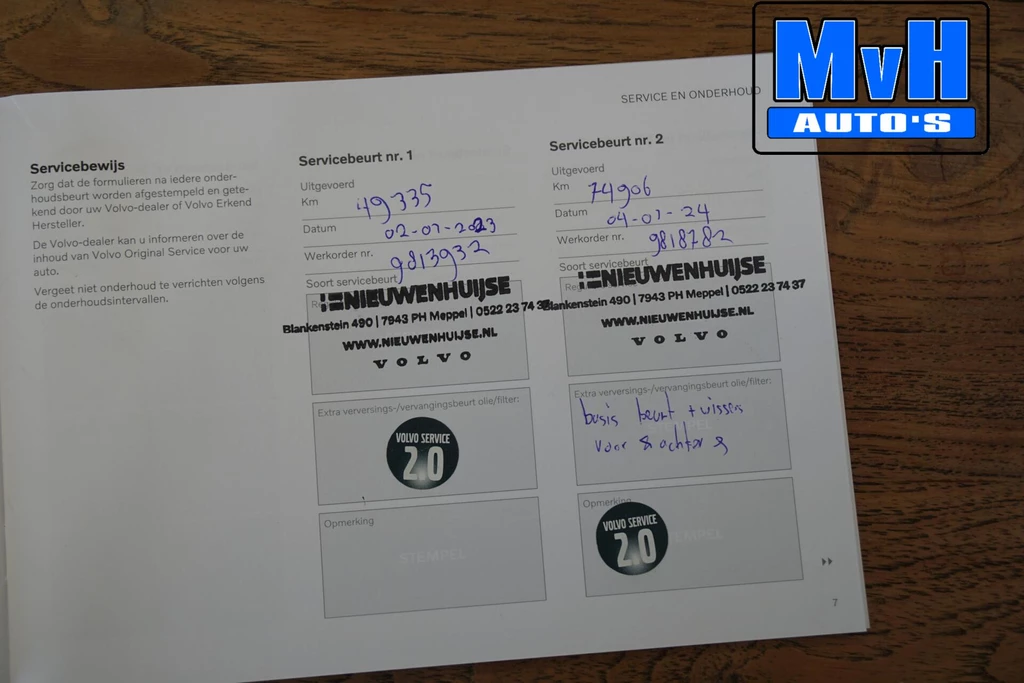 MvH
AUTO'S
SERVICE EN ONDERHOUD
Servicebewijs
Zorg dat de formulieren na iedere onder-
houdsbeurt worden afgestempeld en gete-
kend door uw Volvo-dealer of Volvo Erkend
Hersteller.
De Volvo-dealer kan u informeren over de
inhoud van Volvo Original Service voor uw
auto.
Vergeet niet onderhoud te verrichten volgens
de onderhoudsintervallen.
Servicebeurt nr. 1
Uitgevoerd
Km 49335
Datum 02-01-2023
Werkorder nr. 9813932
Soort servicebeurt
NIEUWENHUIJSE
Blankenstein 490 | 7943 PH Meppel | 0522 23 74 37
WWW.NIEUWENHUIJSE.NL
VOLVO
Extra verversings-/vervangingsbeurt olie/filter:
VOLVO SERVICE
2.0
Opmerking
STEMPEL
Servicebeurt nr. 2
Uitgevoerd
Km 74906
Datum 04-01-24
Werkorder nr. 9818782
Soort servicebeurt
NIEUWENHUIJSE
Blankenstein 490 | 7943 PH Meppel | 0522 23 74 37
WWW.NIEUWENHUIJSE.NL
VOLVO
Extra verversings-/vervangingsbeurt olie/filter:
basis beurt + wissers
voor & achter
Opmerking
VOLVO SERVICE
2.0
STEMPEL
7